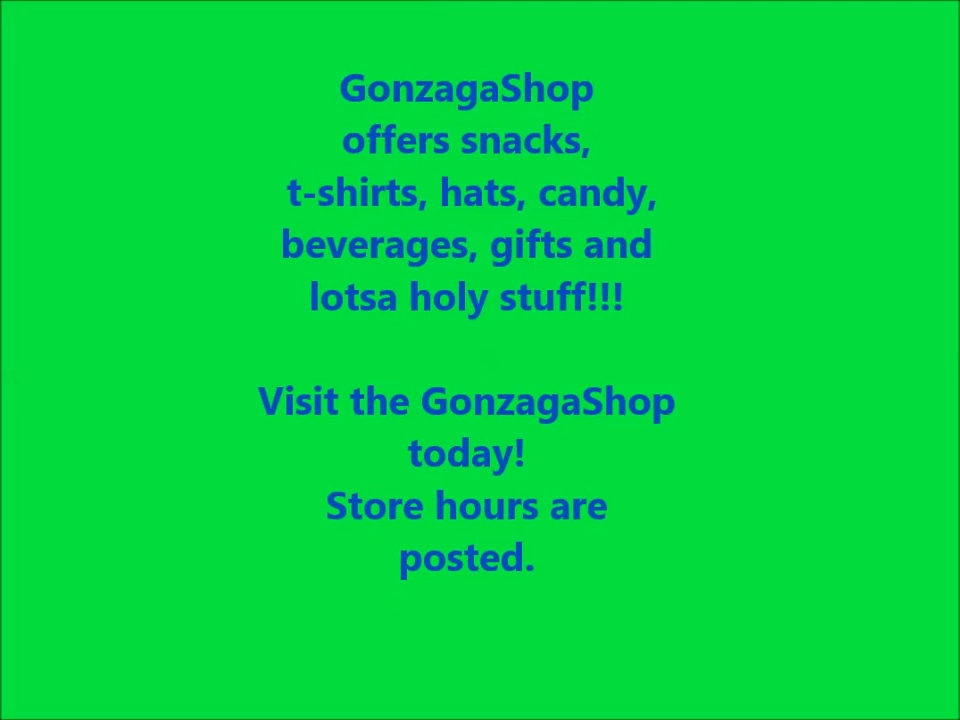 GonzagaShop
offers snacks,
t-shirts, hats, candy,
beverages, gifts and
lotsa holy stuff!!!
Visit the GonzagaShop
today!
Store hours are
posted.